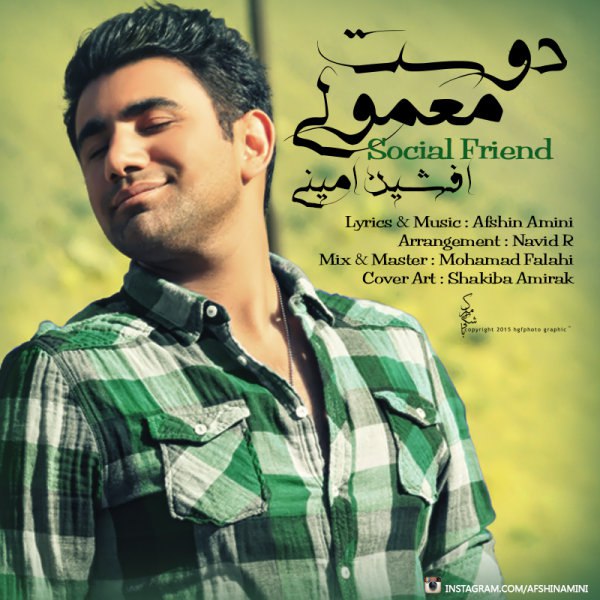 دوست
معمولی
Social Friend
افشین امینی
Lyrics & Music : Afshin Amini
Arrangement : Navid R
Mix & Master : Mohamad Falahi
Cover Art : Shakiba Amirak
copyright 2015 hgfphoto graphic
INSTAGRAM.COM/AFSHINAMINI